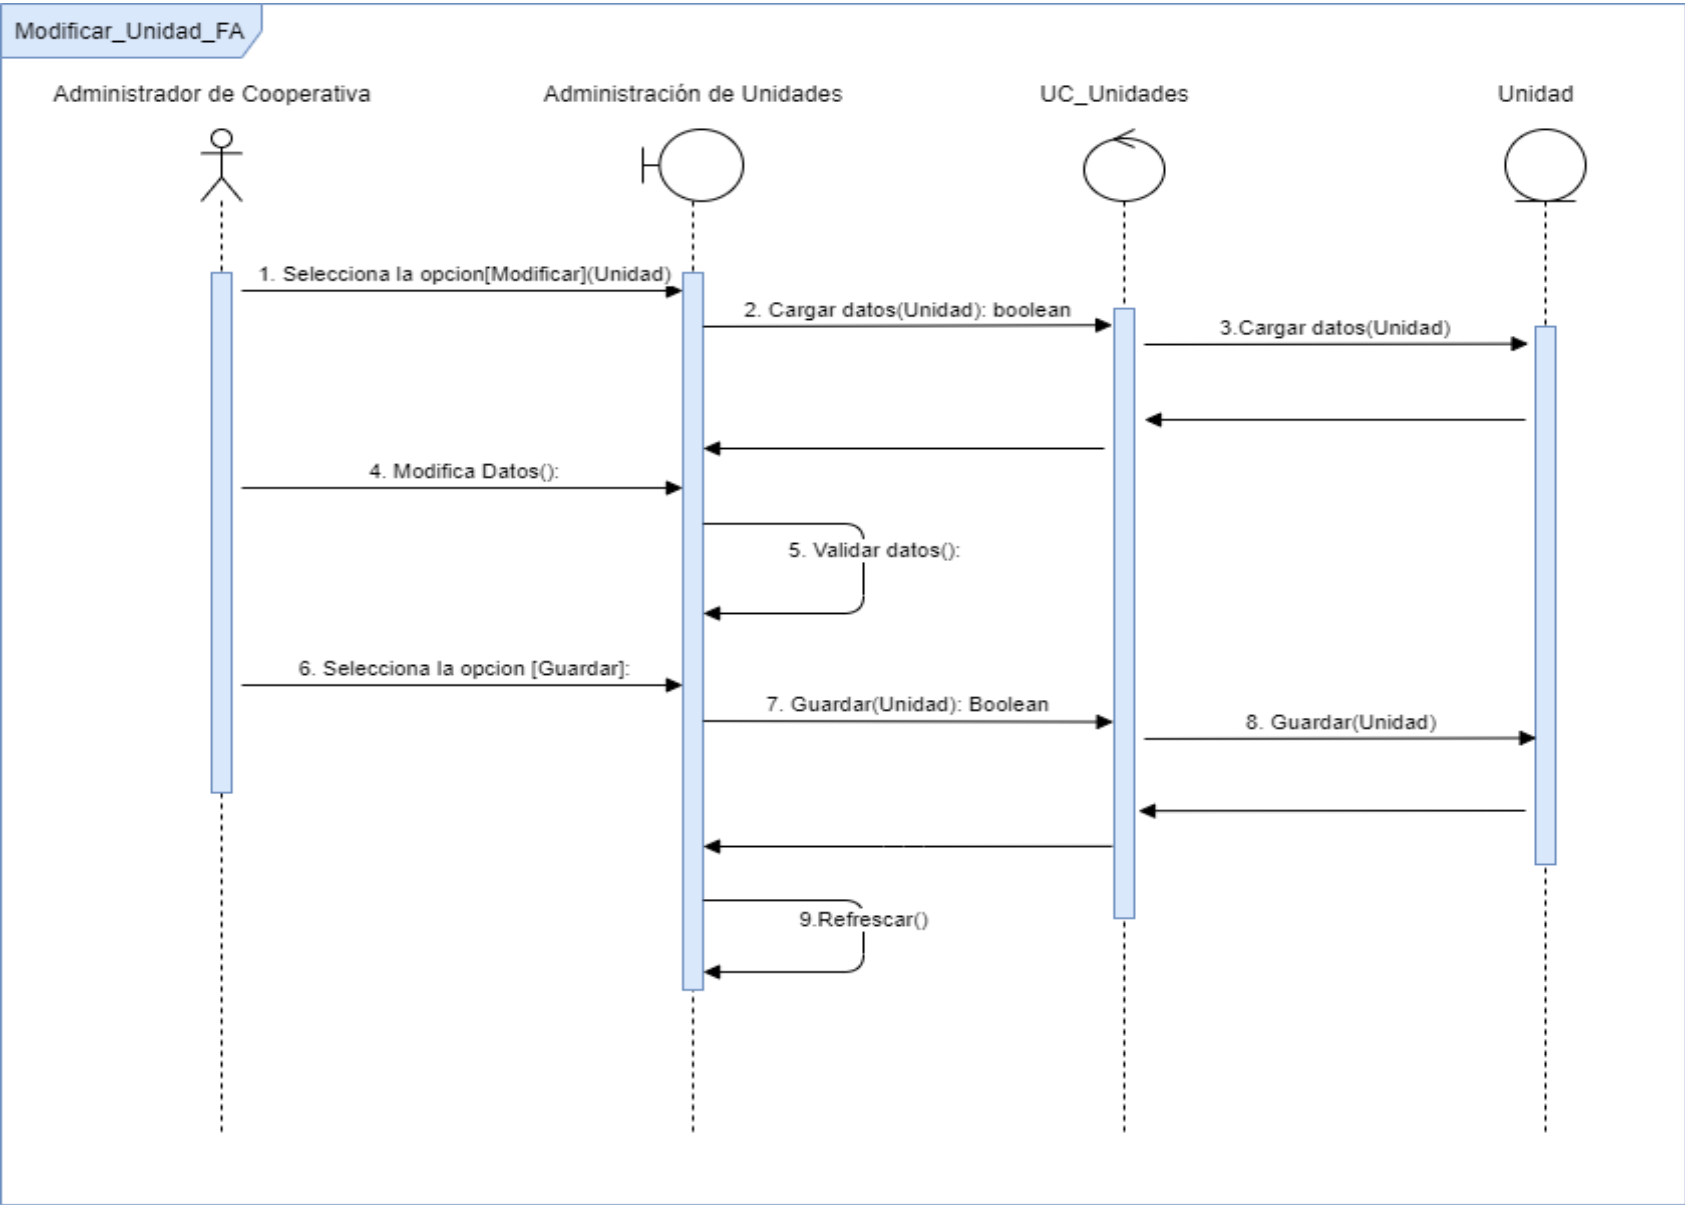 Modificar_Unidad_FA
Administrador de Cooperativa
Administración de Unidades
UC_Unidades
Unidad
1. Selecciona la opcion[Modificar](Unidad)
2. Cargar datos(Unidad): boolean
3.Cargar datos(Unidad)
4. Modifica Datos():
5. Validar datos():
6. Selecciona la opcion [Guardar]:
7. Guardar(Unidad): Boolean
8. Guardar(Unidad)
9.Refrescar()